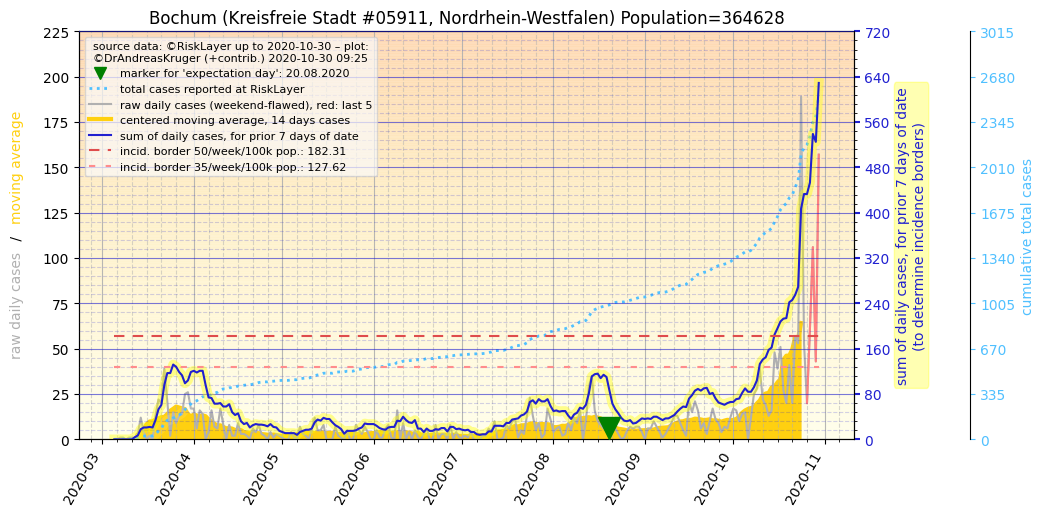 Bochum (Kreisfreie Stadt #05911, Nordrhein-Westfalen) Population=364628
source data: ©RiskLayer up to 2020-10-30 – plot:
©DrAndreasKruger (+contrib.) 2020-10-30 09:25
marker for 'expectation day': 20.08.2020
total cases reported at RiskLayer
raw daily cases (weekend-flawed), red: last 5
centered moving average, 14 days cases
sum of daily cases, for prior 7 days of date
incid. border 50/week/100k pop.: 182.31
incid. border 35/week/100k pop.: 127.62
raw daily cases / moving average
225
200
175
150
125
100
75
50
25
0
2020-03
2020-04
2020-05
2020-06
2020-07
2020-08
2020-09
2020-10
2020-11
720
640
560
480
400
320
240
160
80
0
sum of daily cases, for prior 7 days of date
(to determine incidence borders)
3015
2680
2345
2010
1675
1340
1005
670
335
0
cumulative total cases